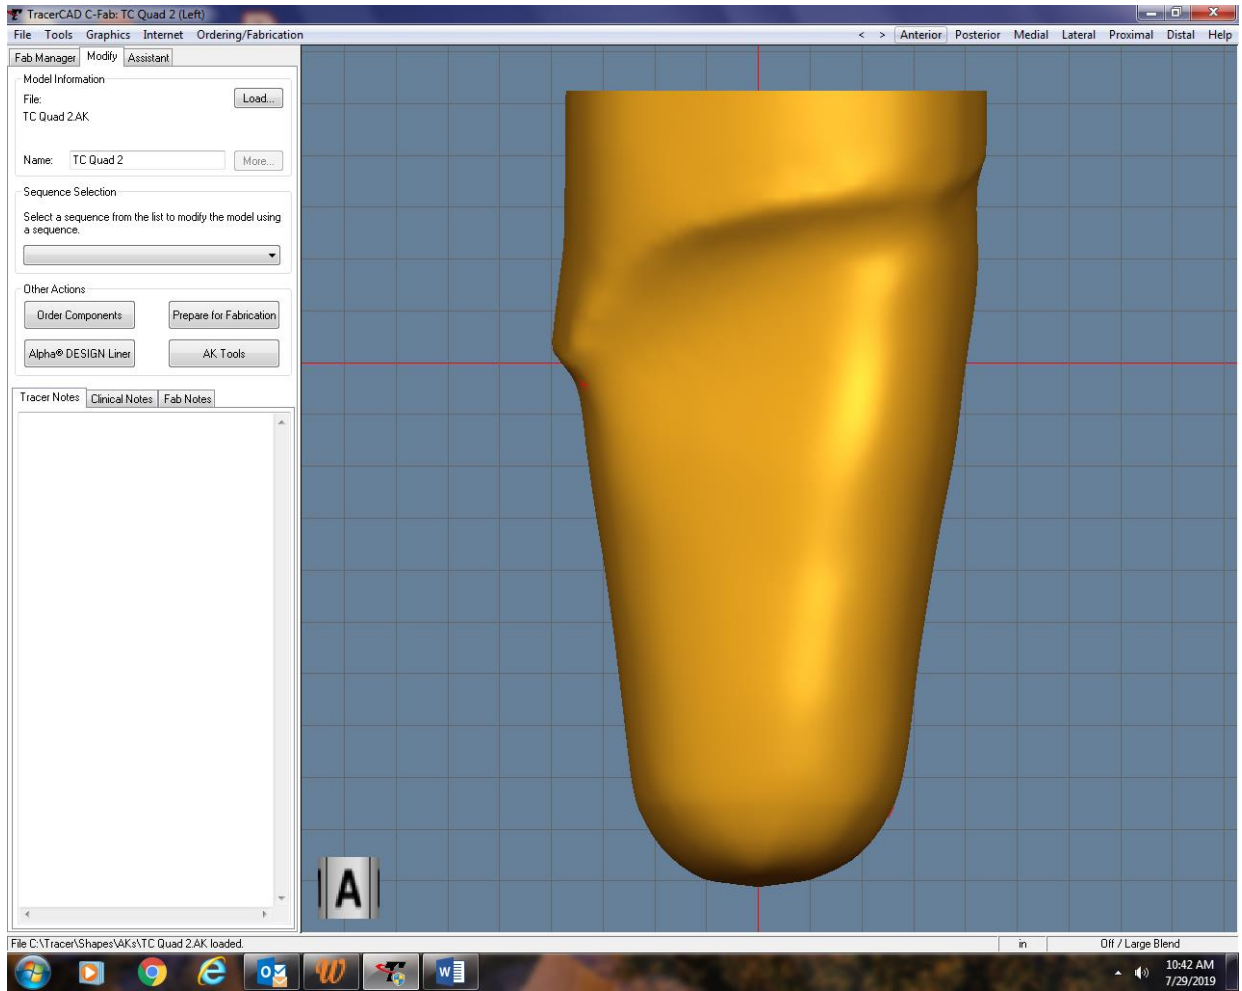 TracerCAD C-Fab: TC Quad 2 (Left)
File Tools Graphics Internet Ordering/Fabrication < > Anterior Posterior Medial Lateral Proximal Distal Help
Fab Manager Modify Assistant
Model Information
File: Load...
TC Quad 2.AK
Name: TC Quad 2 More...
Sequence Selection
Select a sequence from the list to modify the model using
a sequence.
Other Actions
Order Components Prepare for Fabrication
Alpha® DESIGN Liner AK Tools
Tracer Notes Clinical Notes Fab Notes
A
File C:\Tracer\Shapes\AKs\TC Quad 2.AK loaded. in Off / Large Blend
10:42 AM
7/29/2019